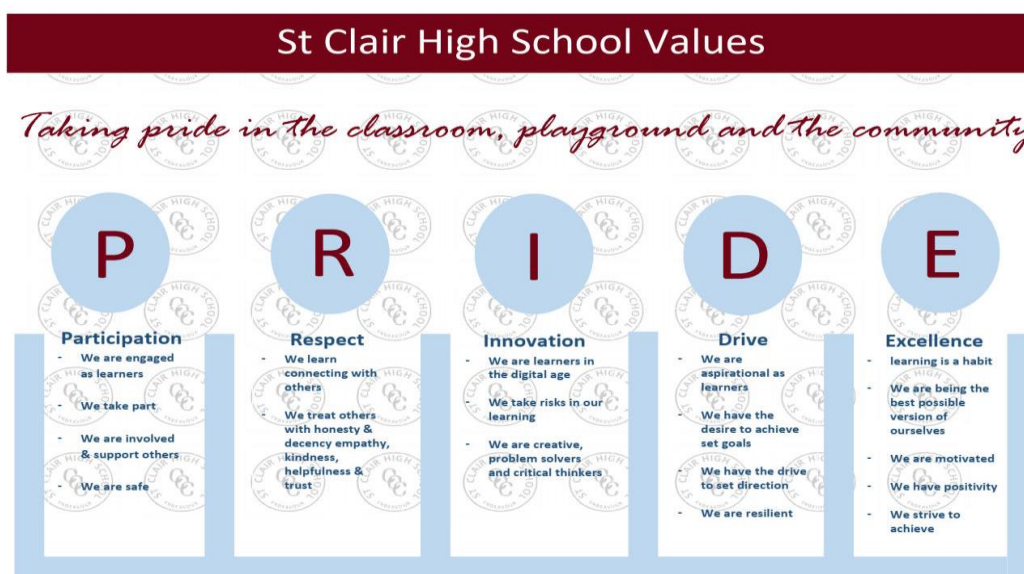 St Clair High School Values
Taking pride in the classroom, playground and the community
P
R
I
D
E
Participation
- We are engaged
as learners
- We take part
- We are involved
& support others
- We are safe
Respect
- We learn
connecting with
others
- We treat others
with honesty &
decency empathy,
kindness,
helpfulness &
trust
Innovation
- We are learners in
the digital age
- We take risks in our
learning
- We are creative,
problem solvers
and critical thinkers
Drive
- We are
aspirational as
learners
- We have the
desire to achieve
set goals
- We have the drive
to set direction
- We are resilient
Excellence
- learning is a habit
- We are being the
best possible
version of
ourselves
- We are motivated
- We have positivity
- We strive to
achieve